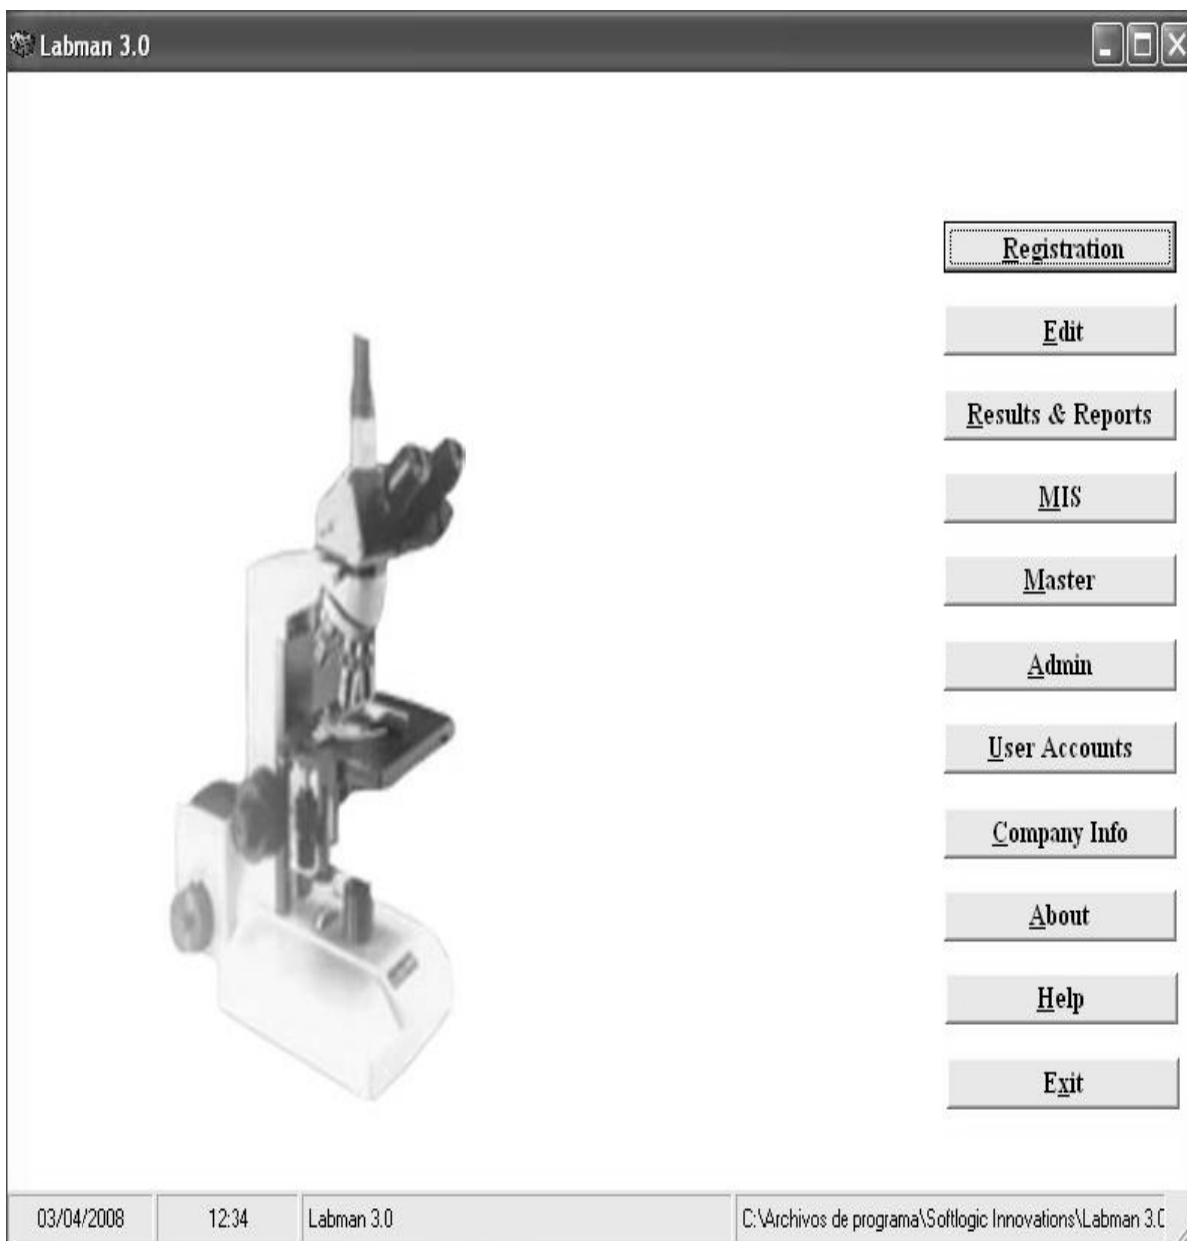 Labman 3.0
Registration
Edit
Results & Reports
MIS
Master
Admin
User Accounts
Company Info
About
Help
Exit
03/04/2008 12:34 Labman 3.0 C:\Archivos de programa\Softlogic Innovations\Labman 3.0